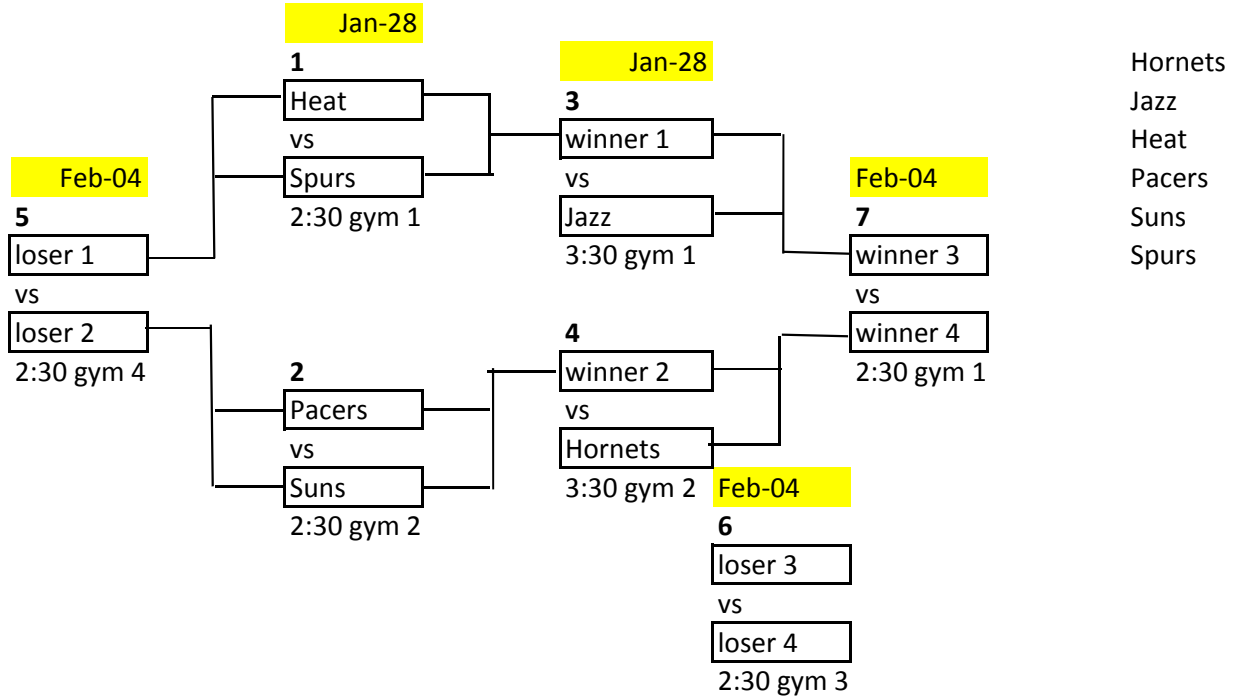 Jan-28
1
Heat
vs
Spurs
2:30 gym 1
Jan-28
3
winner 1
vs
Jazz
3:30 gym 1
Feb-04
5
loser 1
vs
loser 2
2:30 gym 4
Feb-04
7
winner 3
vs
winner 4
2:30 gym 1
2
Pacers
vs
Suns
2:30 gym 2
4
winner 2
vs
Hornets
3:30 gym 2
Feb-04
6
loser 3
vs
loser 4
2:30 gym 3
Hornets
Jazz
Heat
Pacers
Suns
Spurs